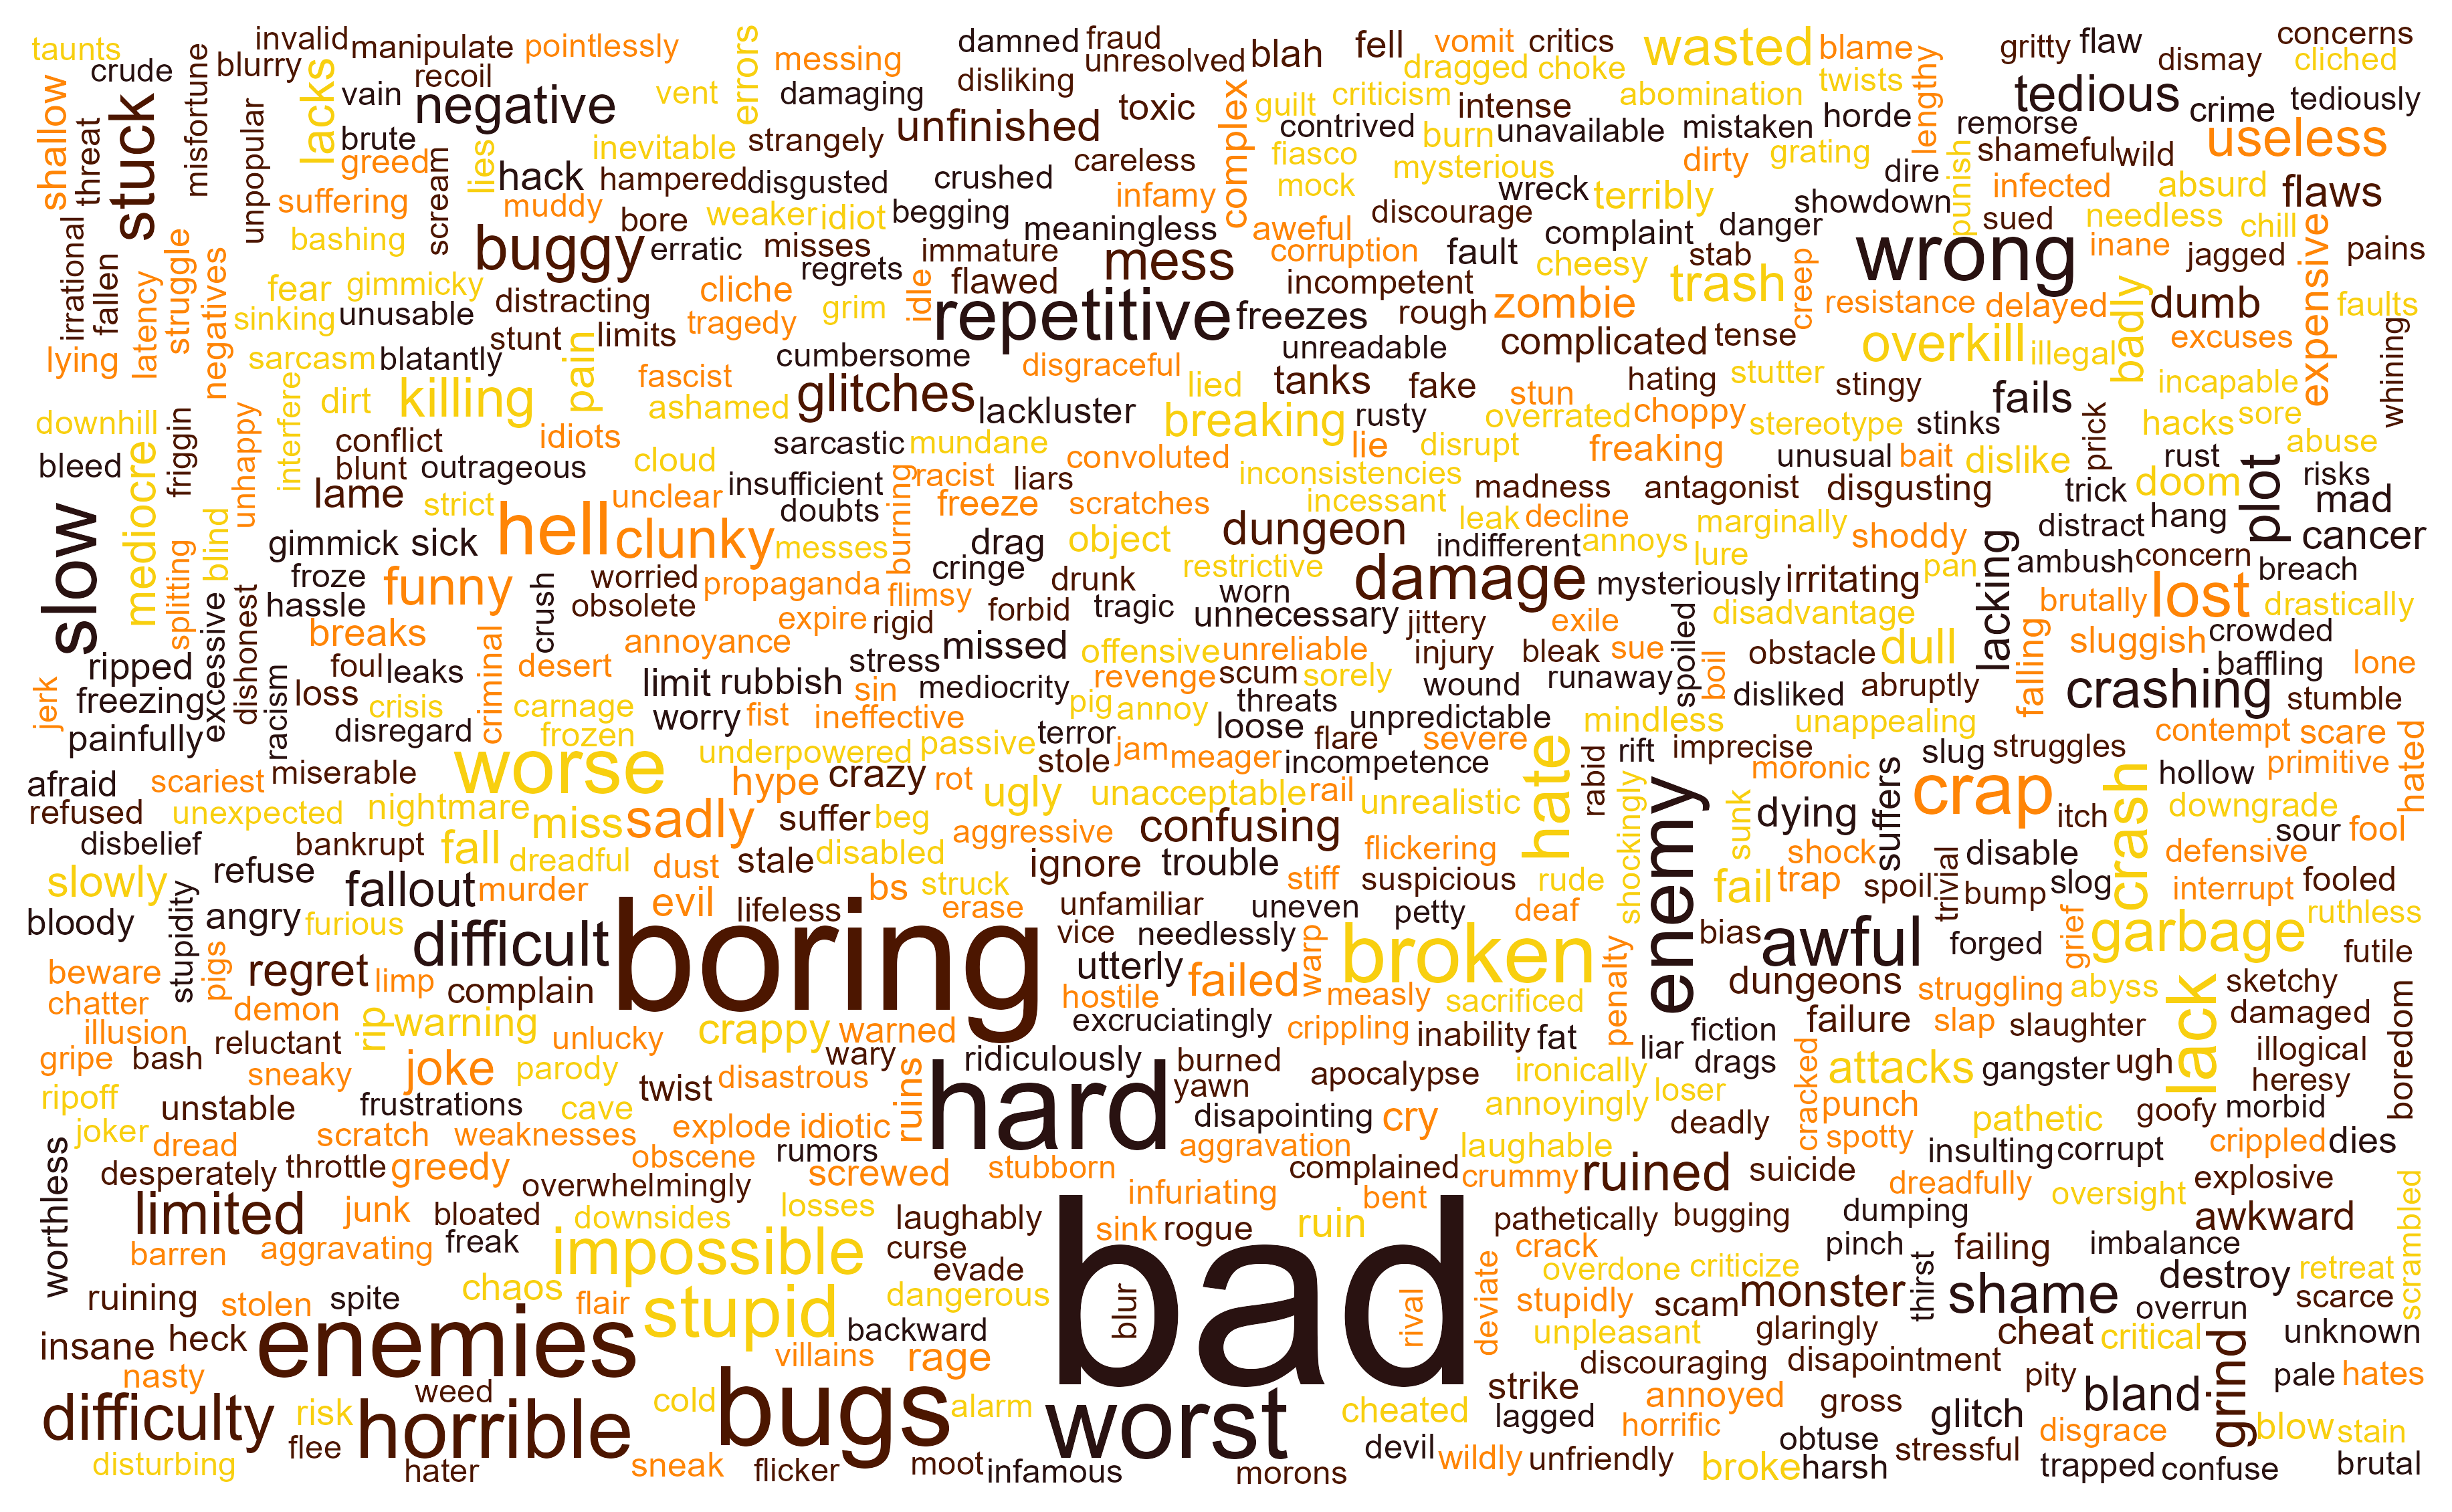 taunts
invalid
manipulate
pointlessly
errors
messing
damned
fraud
fell
vomit
critics
wasted
blame
gritty
flaw
concerns
crude
blurry
recoil
disliking
unresolved
blah
dragged
choke
twists
lengthy
dismay
cliched
shallow
threat
stuck
misfortune
unpopular
lacks
vain
negative
vent
damaging
toxic
complex
guilt
criticism
intense
abomination
horde
tedious
crime
tediously
brute
greed
scream
lies
inevitable
strangely
unfinished
careless
contrived
burn
unavailable
mistaken
remorse
useless
hack
hampered
disgusted
crushed
infamy
fiasco
mysterious
dirty
grating
dire
punish
shameful
wild
suffering
muddy
bore
weaker
idiot
begging
meaningless
mock
discourage
wreck
terribly
showdown
infected
absurd
flaws
bashing
buggy
erratic
misses
immature
aweful
corruption
fault
complaint
danger
sued
needless
chill
irrational
fallen
latency
struggle
negatives
fear
gimmicky
distracting
regrets
flawed
mess
incompetent
cheesy
stab
trash
creep
wrong
inane
jagged
expensive
pains
sinking
unusable
stunt
limits
cliche
tragedy
grim
idle
repetitive
freezes
rough
zombie
resistance
delayed
badly
dumb
faults
lying
sarcasm
blatantly
pain
cumbersome
disgraceful
unreadable
complicated
tense
overkill
illegal
excuses
whining
downhill
interfere
dirt
killing
fascist
ashamed
glitches
lackluster
lied
tanks
fake
stun
hating
stutter
stingy
fails
incapable
bleed
mediocre
friggin
unhappy
conflict
idiots
sarcastic
mundane
breaking
rusty
overrated
choppy
stereotype
stinks
prick
hacks
sore
abuse
blunt
outrageous
cloud
convoluted
lie
disrupt
freaking
unusual
bait
dislike
rust
slow
splitting
blind
lame
strict
unclear
insufficient
burning
racist
liars
inconsistencies
madness
antagonist
disgusting
trick
doom
plot
risks
mad
hell
clunky
doubts
freeze
scratches
incessant
leak
decline
marginally
shoddy
distract
hang
cancer
gimmick
sick
messes
drag
object
dungeon
indifferent
annoys
lure
pan
lacking
ambush
concern
breach
excessive
dishonest
froze
hassle
funny
crush
worried
obsolete
propaganda
flimsy
cringe
drunk
restrictive
damage
mysteriously
irritating
brutally
lost
drastically
breaks
criminal
annoyance
expire
rigid
forbid
tragic
worn
unnecessary
jittery
exile
spoiled
disadvantage
sluggish
crowded
ripped
racism
foul
leaks
desert
stress
missed
offensive
unreliable
injury
bleak
sue
boil
obstacle
dull
falling
baffling
lone
jerk
freezing
loss
crisis
carnage
limit
rubbish
sin
mediocrity
revenge
scum
sorely
wound
runaway
disliked
abruptly
crashing
stumble
painfully
disregard
frozen
worry
fist
ineffective
pig
annoy
threats
loose
unpredictable
mindless
unappealing
contempt
scare
hated
afraid
scariest
miserable
worse
underpowered
passive
terror
jam
meager
flare
severe
hate
rabid
rift
imprecise
slug
struggles
hollow
primitive
refused
unexpected
nightmare
hype
crazy
rot
stole
incompetence
enemy
moronic
suffers
crap
crash
downgrade
miss
sadly
suffer
beg
ugly
unacceptable
rail
unrealistic
shockingly
sunk
dying
itch
sour
fool
disbelief
bankrupt
fall
dreadful
dust
stale
disabled
aggressive
confusing
flickering
shock
disable
defensive
slowly
stupidity
refuse
fallout
murder
evil
bs
struck
ignore
trouble
stiff
suspicious
rude
fail
trap
spoil
trivial
bump
slog
interrupt
fooled
bloody
angry
furious
difficult
boring
lifeless
erase
unfamiliar
uneven
petty
deaf
ruthless
vice
needlessly
warp
broken
penalty
bias
awful
forged
grief
garbage
futile
beware
pigs
regret
limp
complain
utterly
failed
measly
sacrificed
dungeons
struggling
abyss
lack
sketchy
chatter
demon
hostile
damaged
boredom
illusion
rip
warning
unlucky
crappy
warned
excruciatingly
crippling
inability
fat
fiction
failure
slap
slaughter
gripe
bash
reluctant
sneaky
joke
parody
wary
ridiculously
burned
liar
drags
cracked
attacks
gangster
ugh
illogical
heresy
ripoff
unstable
frustrations
cave
twist
disastrous
ruins
hard
yawn
apocalypse
ironically
loser
annoyingly
punch
goofy
morbid
joker
dread
scratch
weaknesses
explode
idiotic
disapointing
cry
deadly
spotty
pathetic
worthless
desperately
throttle
greedy
obscene
rumors
screwed
stubborn
aggravation
complained
laughable
crummy
ruined
suicide
insulting
corrupt
crippled
dies
limited
junk
bloated
overwhelmingly
downsides
losses
laughably
infuriating
bent
dreadfully
oversight
explosive
scrambled
barren
aggravating
freak
impossible
curse
sink
rogue
ruin
pathetically
bugging
dumping
pinch
failing
awkward
imbalance
evade
bad
crack
deviate
overdone
criticize
thirst
ruining
stolen
spite
chaos
flair
stupid
dangerous
blur
rival
stupidly
scam
monster
shame
destroy
retreat
overrun
scarce
insane
heck
enemies
backward
unpleasant
glaringly
cheat
critical
unknown
nasty
villains
rage
discouraging
disapointment
grind
pity
pale
hates
difficulty
risk
weed
horrible
cold
bugs
alarm
worst
cheated
strike
annoyed
gross
bland
flee
lagged
horrific
glitch
disgrace
blow
stain
disturbing
hater
sneak
flicker
moot
infamous
morons
devil
wildly
unfriendly
broke
obtuse
harsh
stressful
trapped
confuse
brutal